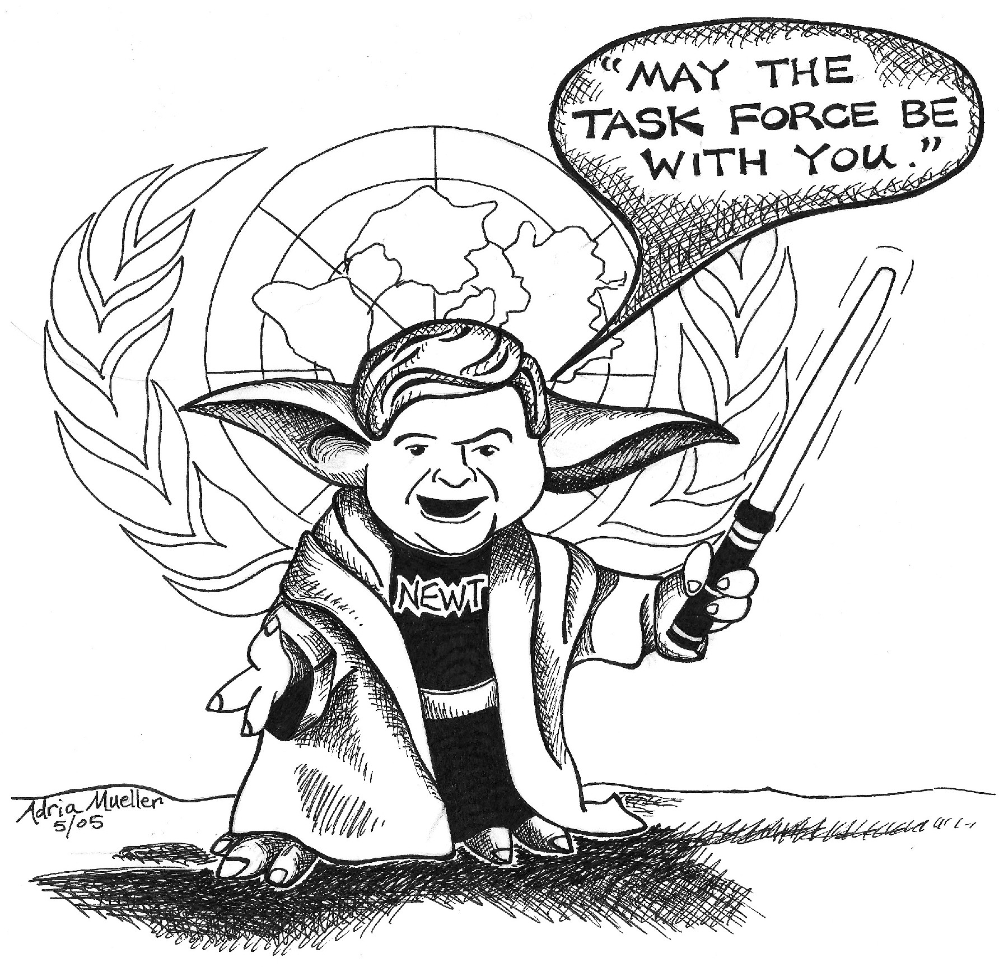 “MAY THE
TASK FORCE BE
WITH YOU.”
NEWT
Adria Mueller
5/05